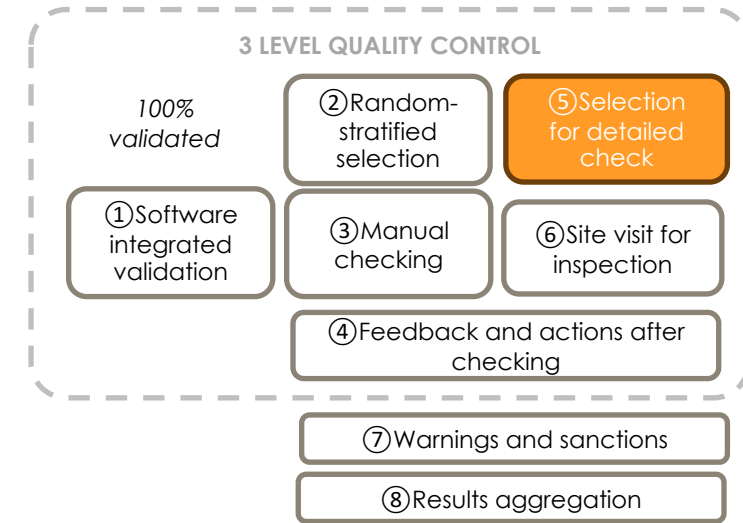 3 LEVEL QUALITY CONTROL
100%
validated
①Software
integrated
validation
②Random-
stratified
selection
③Manual
checking
⑤Selection
for detailed
check
⑥Site visit for
inspection
④Feedback and actions after
checking
⑦Warnings and sanctions
⑧Results aggregation